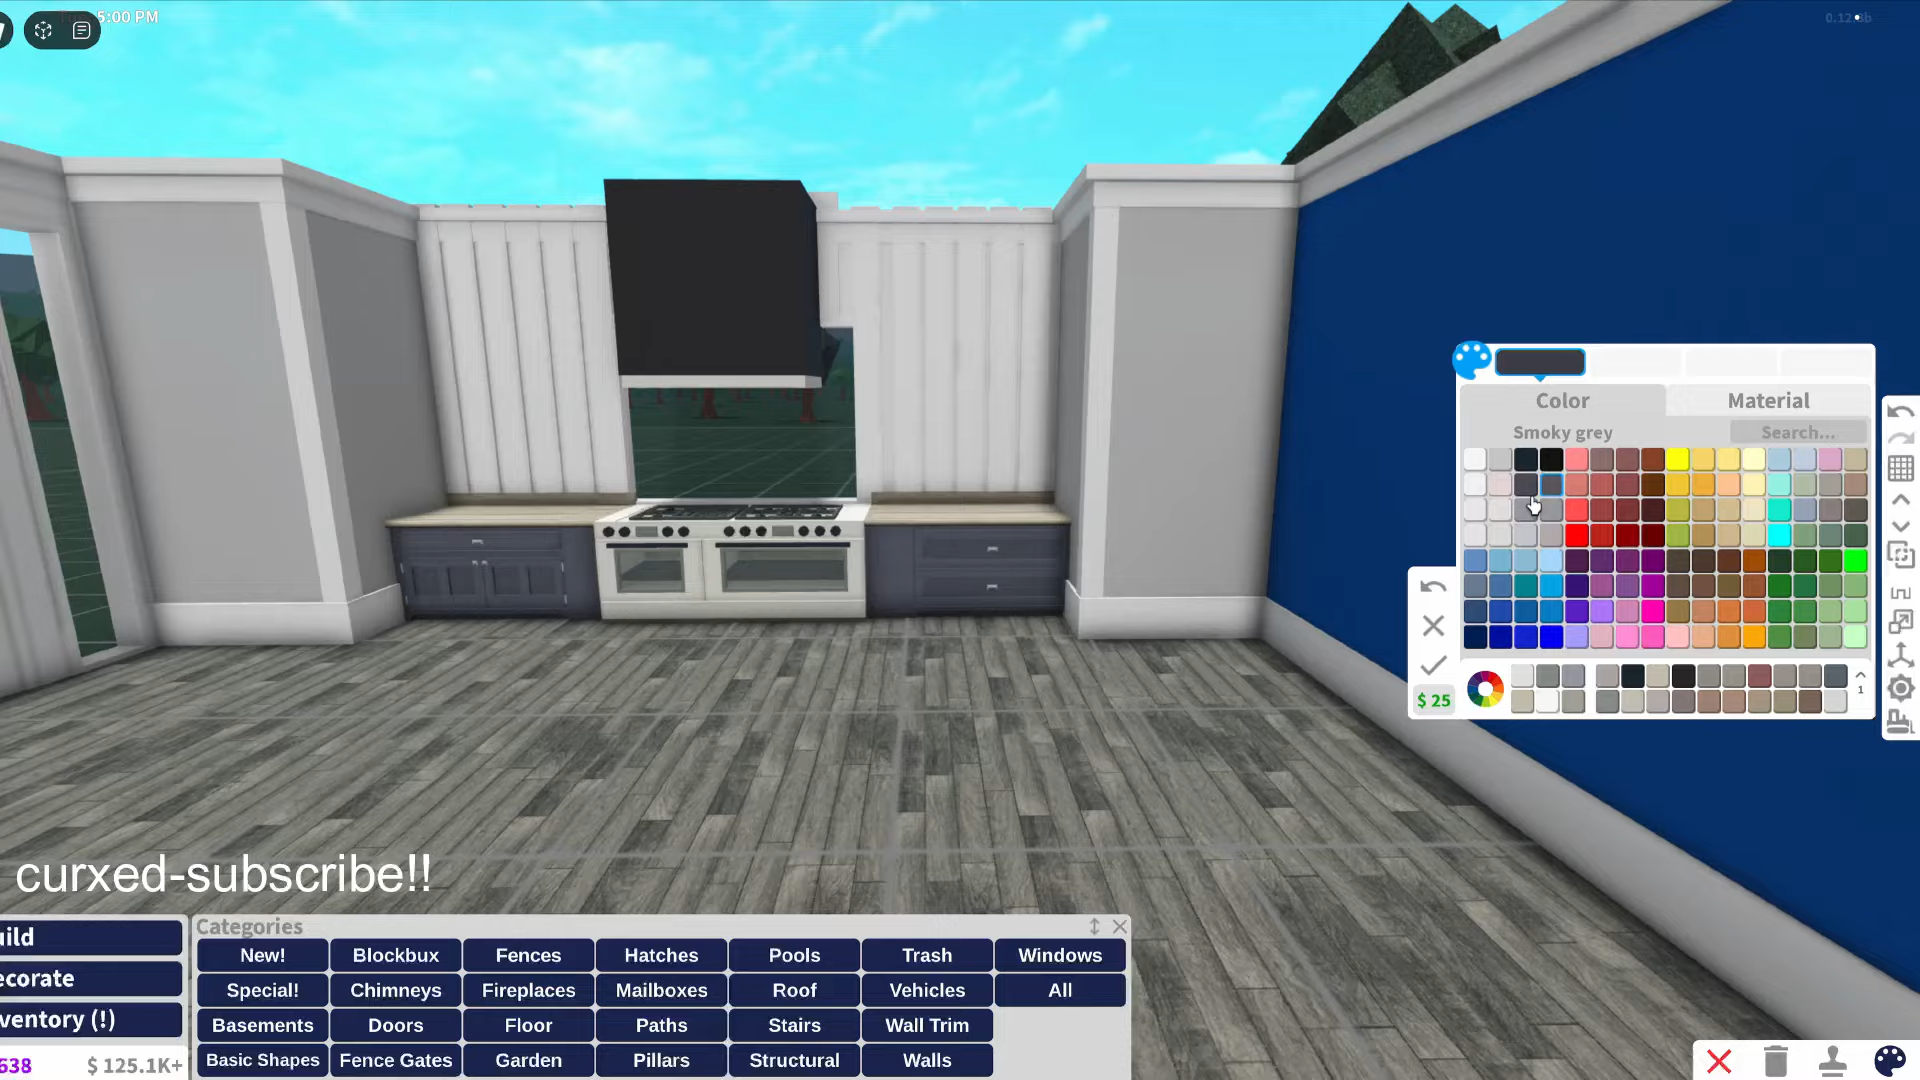 5:00 PM
Color
Material
Smoky grey
Search...
$ 25
1
curxed-subscribe!!
uild
ecorate
ventory (!)
638
$ 125.1K+
Categories
New!
Blockbux
Fences
Hatches
Pools
Trash
Windows
Special!
Chimneys
Fireplaces
Mailboxes
Roof
Vehicles
All
Basements
Doors
Floor
Paths
Stairs
Wall Trim
Basic Shapes
Fence Gates
Garden
Pillars
Structural
Walls